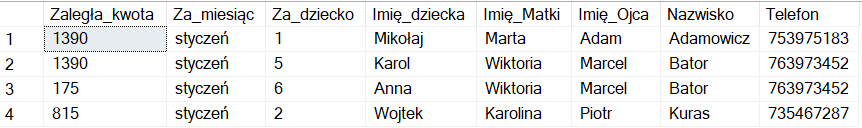 Zaległa_kwota Za_miesiąc Za_dziecko Imię_dziecka Imię_Matki Imię_Ojca Nazwisko Telefon
1 1390 styczeń 1 Mikołaj Marta Adam Adamowicz 753975183
2 1390 styczeń 5 Karol Wiktoria Marcel Bator 763973452
3 175 styczeń 6 Anna Wiktoria Marcel Bator 763973452
4 815 styczeń 2 Wojtek Karolina Piotr Kuras 735467287